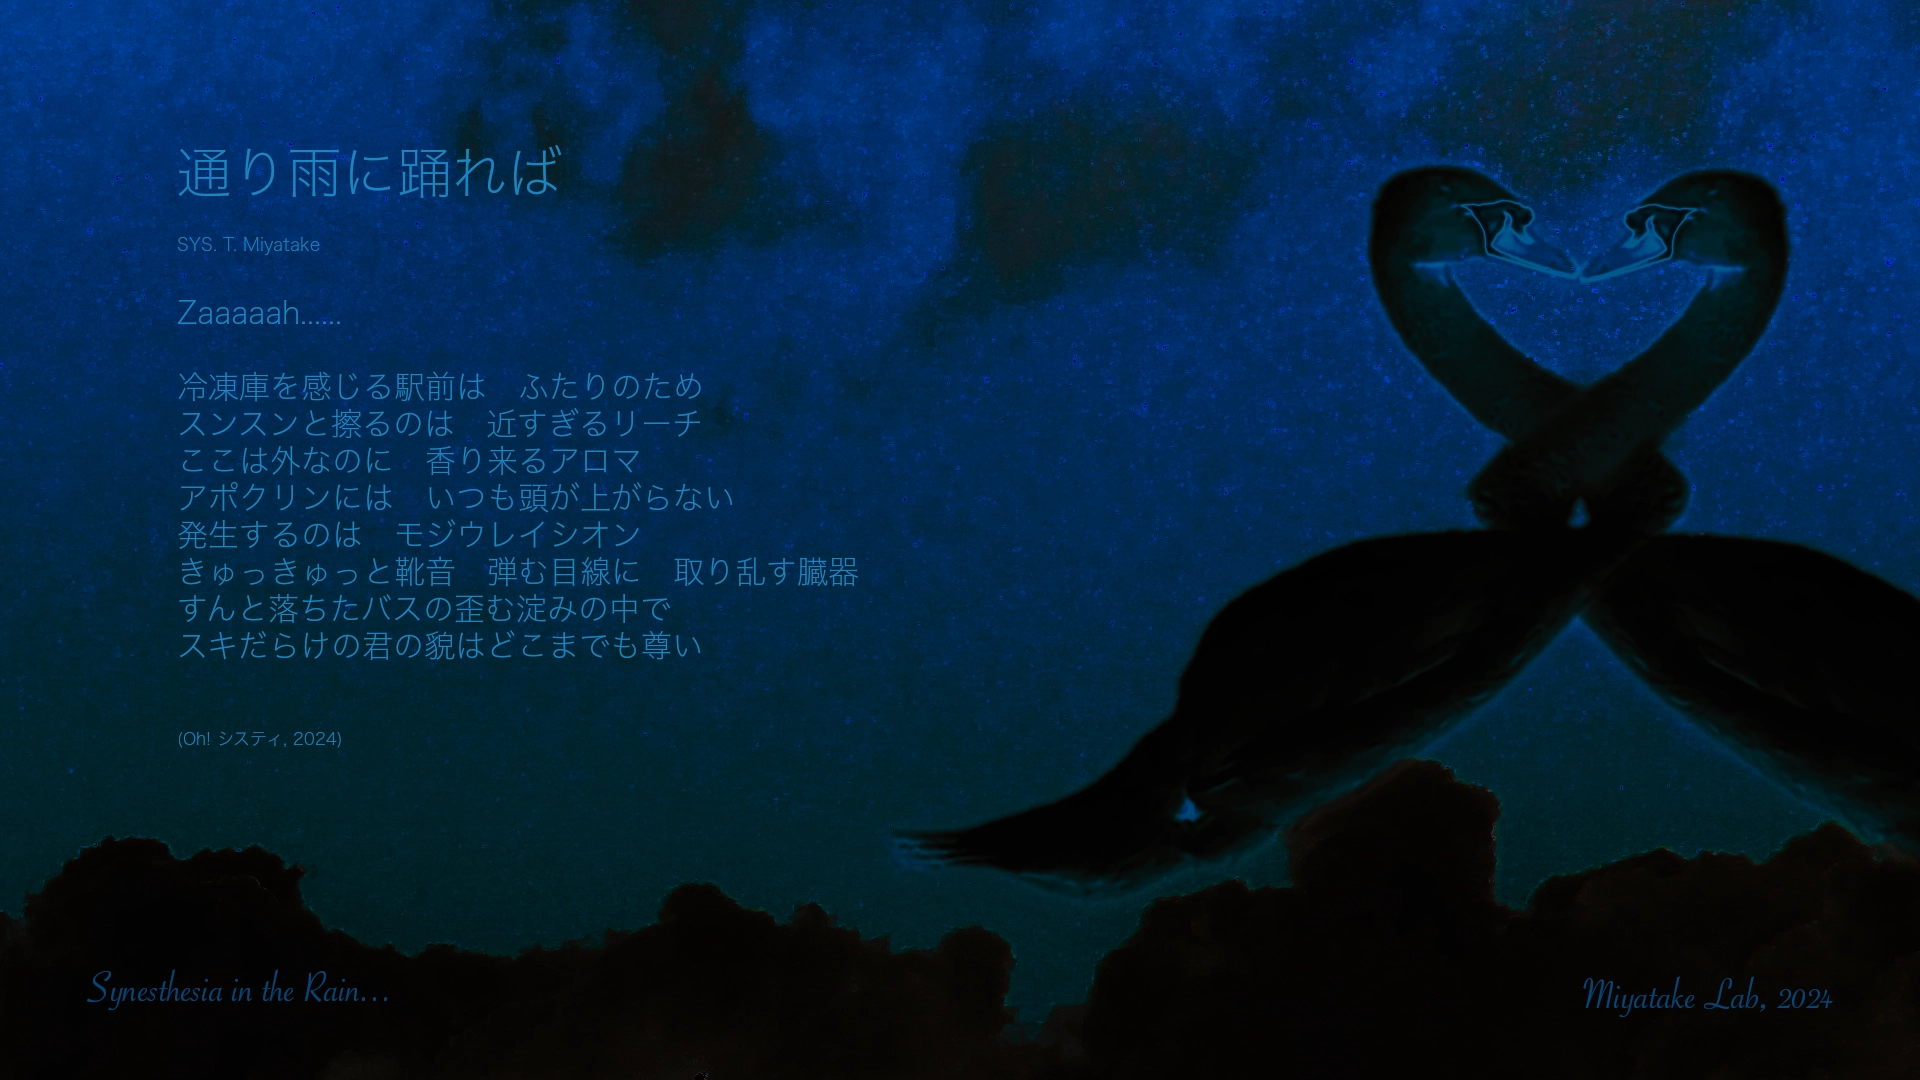 通り雨に踊れば
SYS. T. Miyatake
Zaaaaah......
冷凍庫を感じる駅前は　ふたりのため
スンスンと擦るのは　近すぎるリーチ
ここは外なのに　香り来るアロマ
アポクリンには　いつも頭が上がらない
発生するのは　モジウレイシオン
きゅっきゅっと靴音　弾む目線に　取り乱す臓器
すんと落ちたバスの歪む淀みの中で
スキだらけの君の貌はどこまでも尊い
(Oh! システィ, 2024)
Synesthesia in the Rain...
Miyatake Lab, 2024